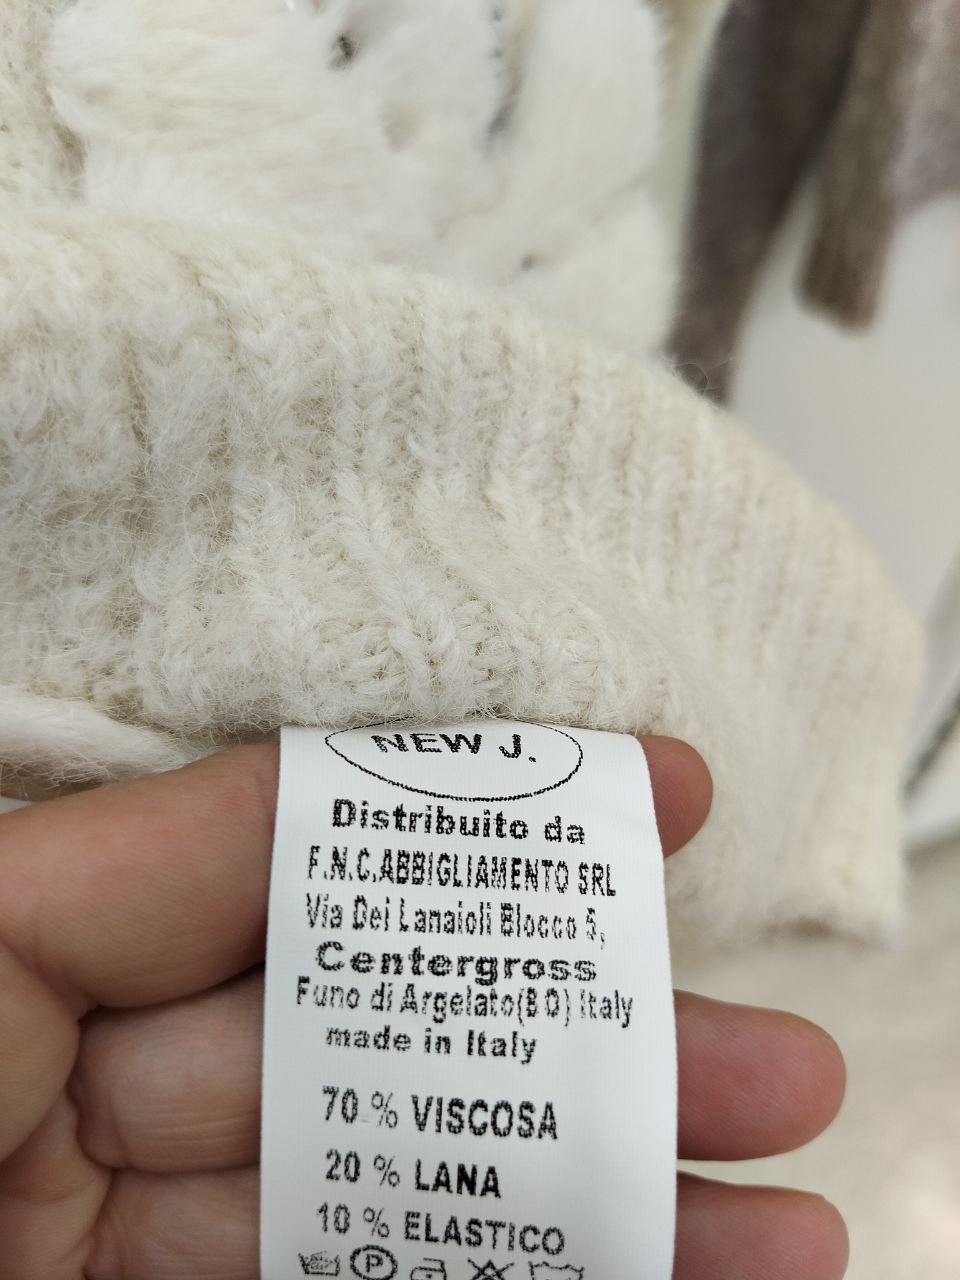 NEW J.
Distribuito da
F.N.C.ABBIGLIAMENTO SRL
Via Dei Lanaioli Blocco 5,
Centergross
Funo di Argelato(BO) Italy
made in Italy
70 % VISCOSA
20 % LANA
10 % ELASTICO
P